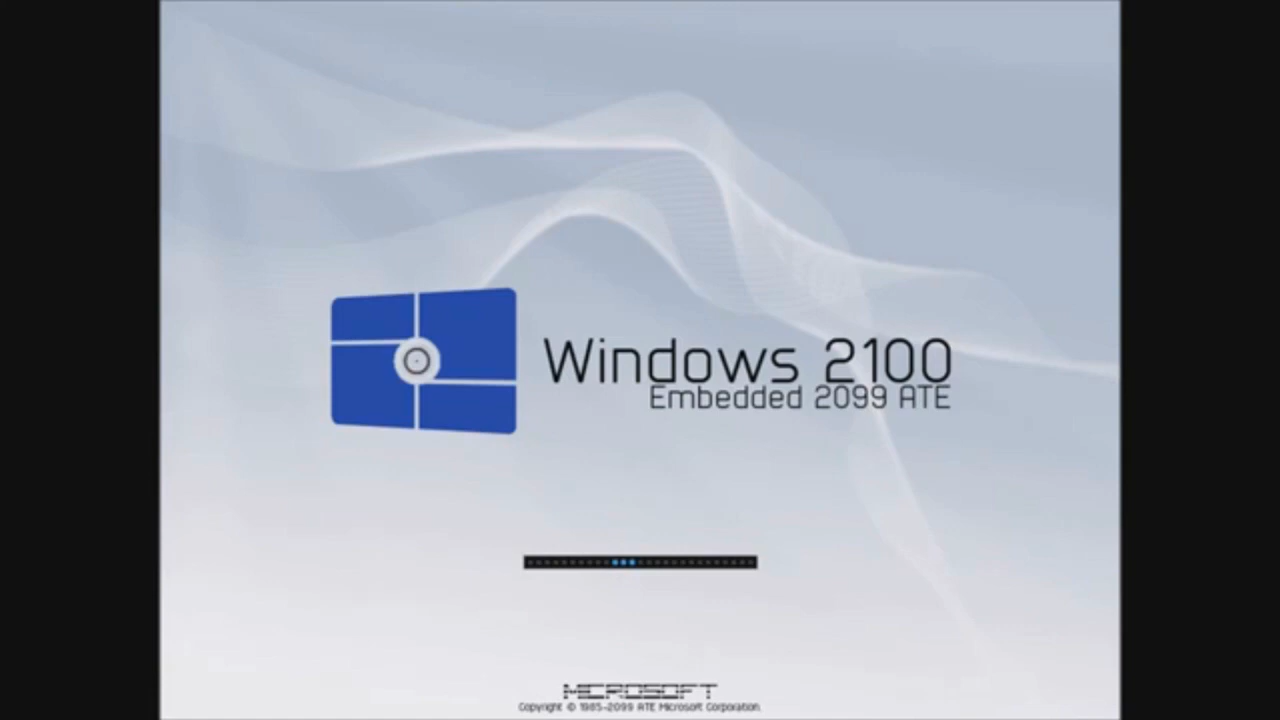 Windows 2100
Embedded 2099 ATE
MICROSOFT
Copyright © 1985-2099 ATE Microsoft Corporation.